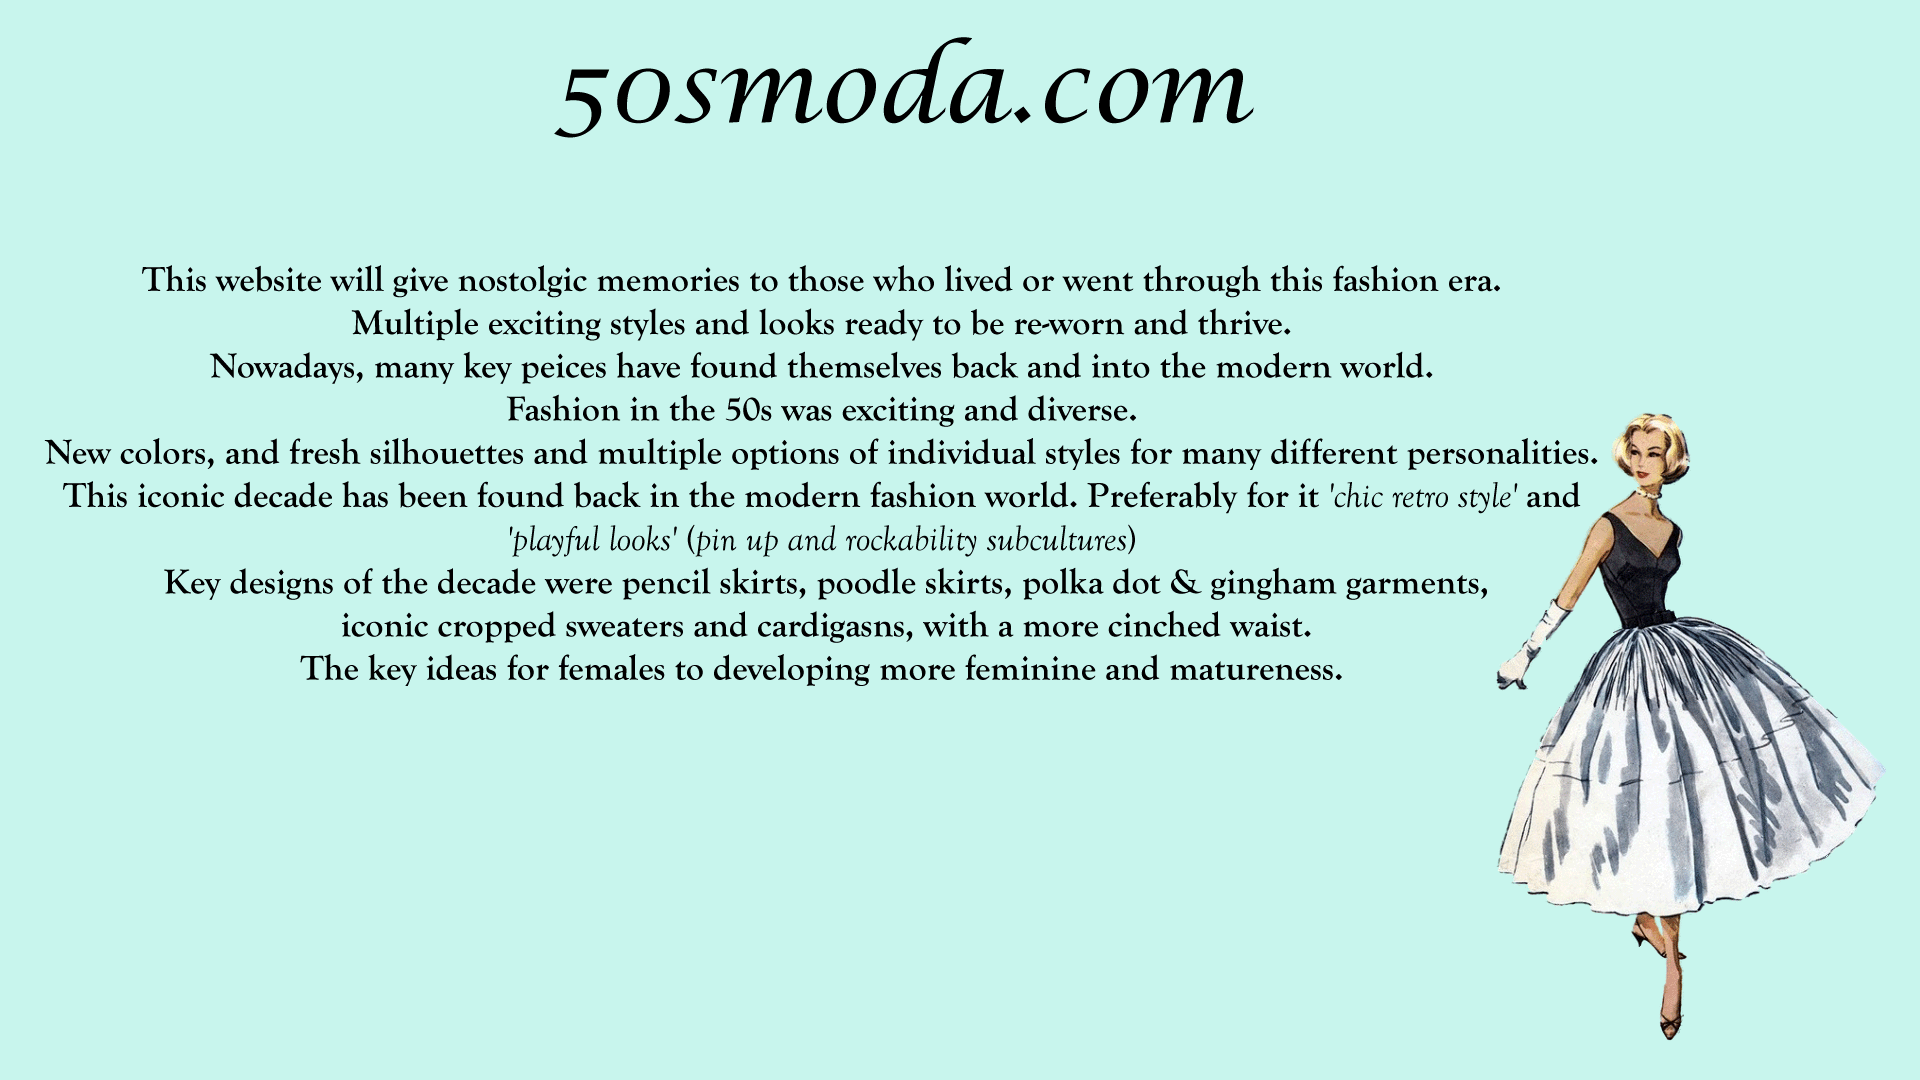 50smoda.com
This website will give nostolgic memories to those who lived or went through this fashion era.
Multiple exciting styles and looks ready to be re-worn and thrive.
Nowadays, many key peices have found themselves back and into the modern world.
Fashion in the 50s was exciting and diverse.
New colors, and fresh silhouettes and multiple options of individual styles for many different personalities.
This iconic decade has been found back in the modern fashion world. Preferably for it 'chic retro style' and
'playful looks' (pin up and rockability subcultures)
Key designs of the decade were pencil skirts, poodle skirts, polka dot & gingham garments,
iconic cropped sweaters and cardigasns, with a more cinched waist.
The key ideas for females to developing more feminine and matureness.